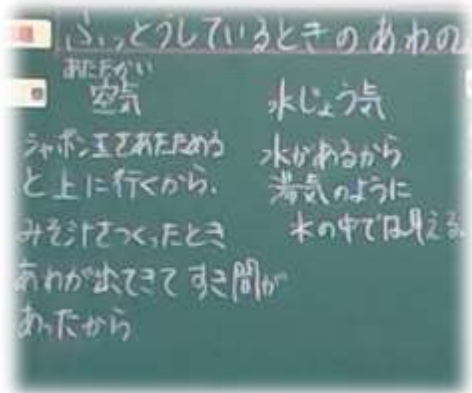 ふっとうしているときのあわの
あたたかい
空気
シャボン玉をあたためる
と上に行くから.
みそ汁をつくったとき
あわが出てきてすき間が
あったから
水じょう気
水があるから
湯気のように
水の中では見える